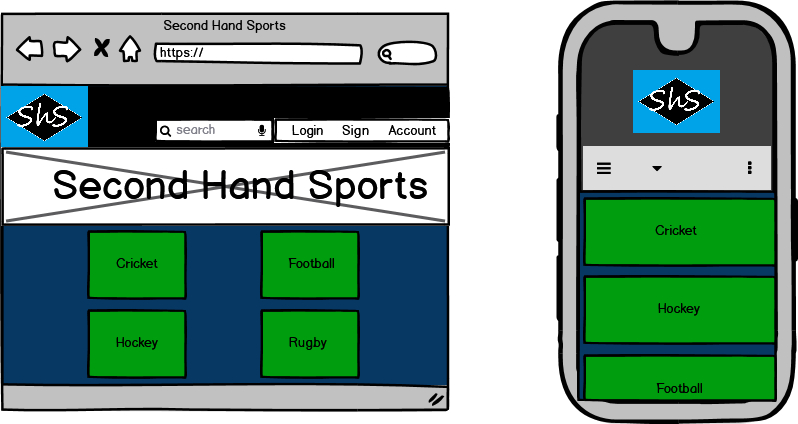 Second Hand Sports
https://
ShS
search
Login Sign Account
Second Hand Sports
Cricket Football
Hockey Rugby
ShS
Cricket
Hockey
Football